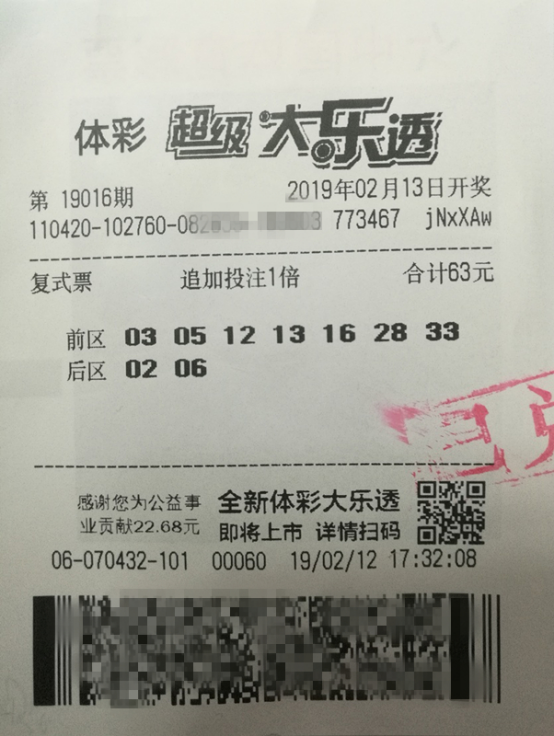 体彩 超级大乐透
第 19016期 2019年02月13日开奖
110420-102760-08 773467 jNxXAw
复式票 追加投注1倍 合计63元
前区 03 05 12 13 16 28 33
后区 02 06
已兑
感谢您为公益事 全新体彩大乐透
业贡献22.68元 即将上市 详情扫码
06-070432-101 00060 19/02/12 17:32:08